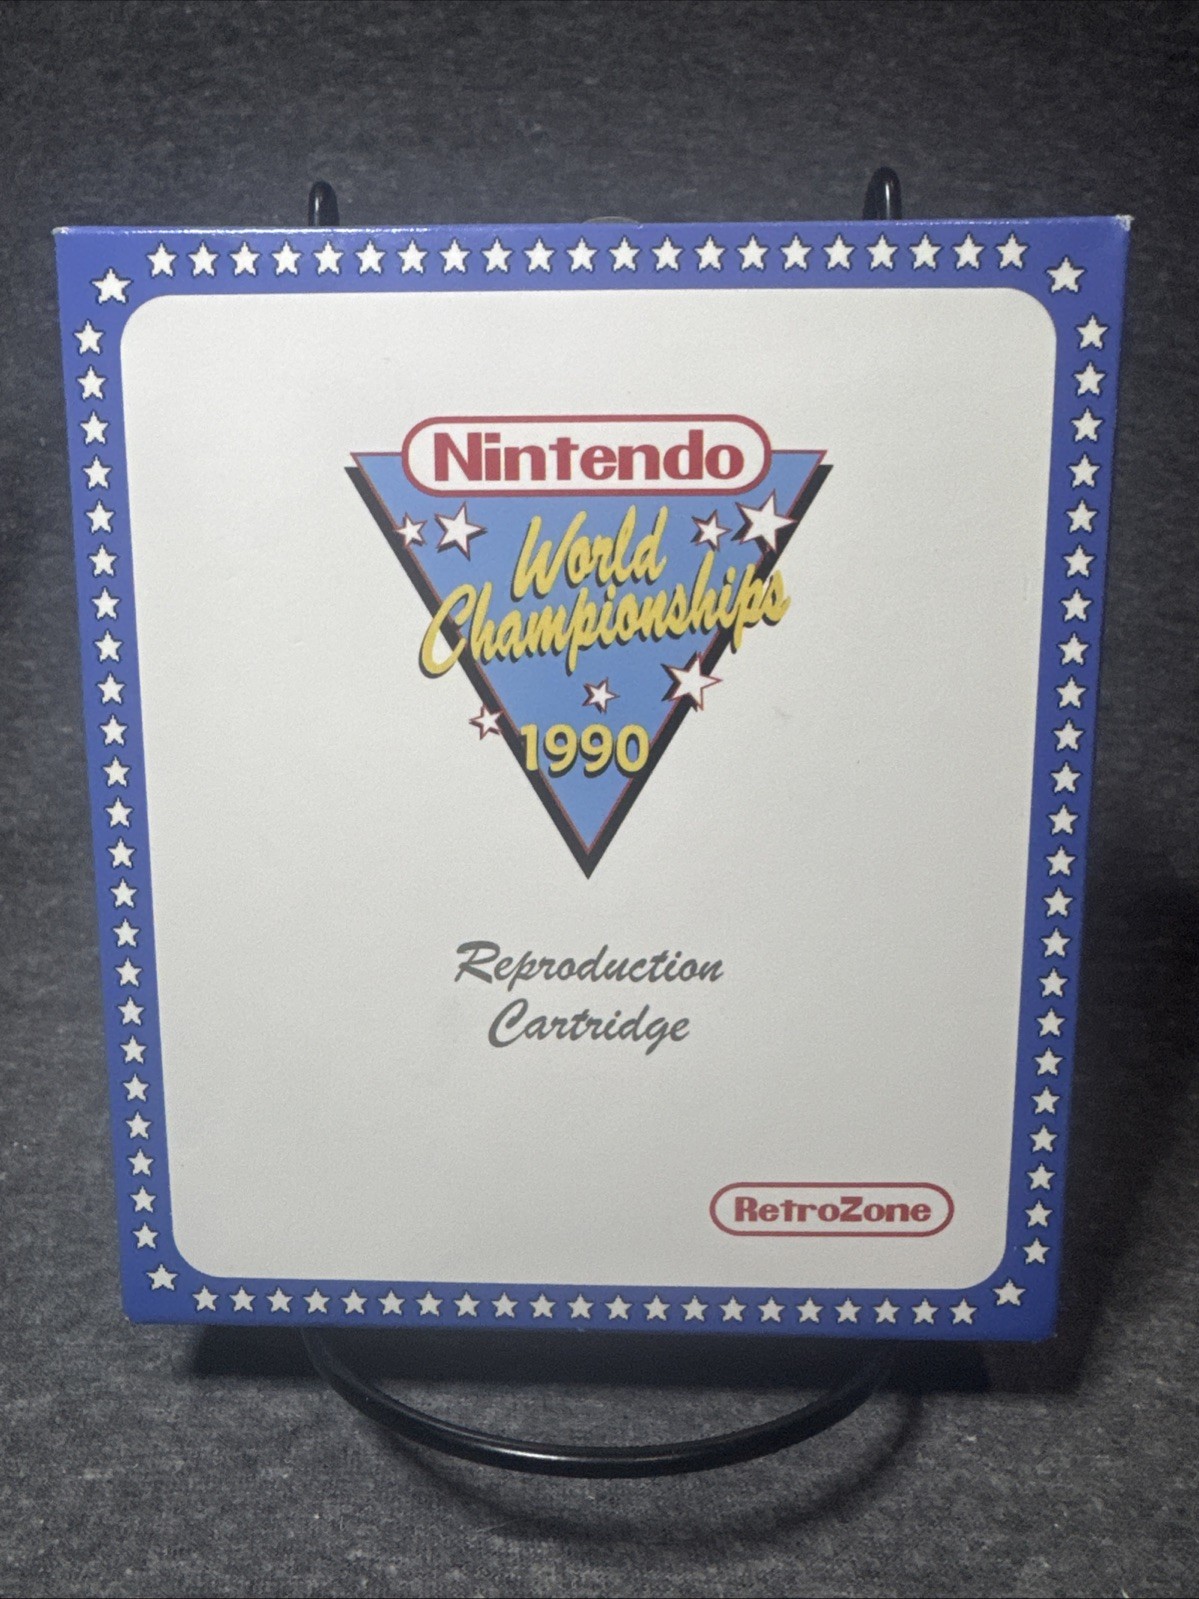 Nintendo
World
Championships
1990
Reproduction
Cartridge
RetroZone